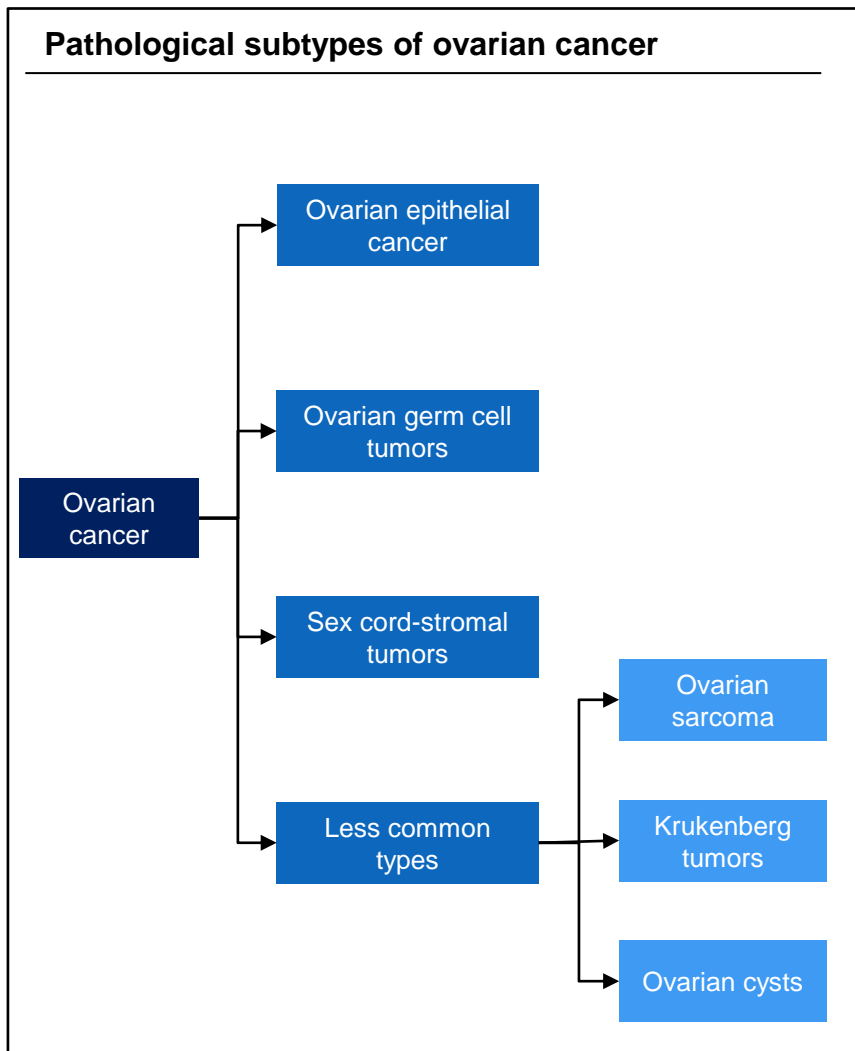 Pathological subtypes of ovarian cancer
Ovarian epithelial
cancer
Ovarian germ cell
tumors
Ovarian
cancer
Sex cord-stromal
tumors
Ovarian
sarcoma
Less common
types
Krukenberg
tumors
Ovarian cysts